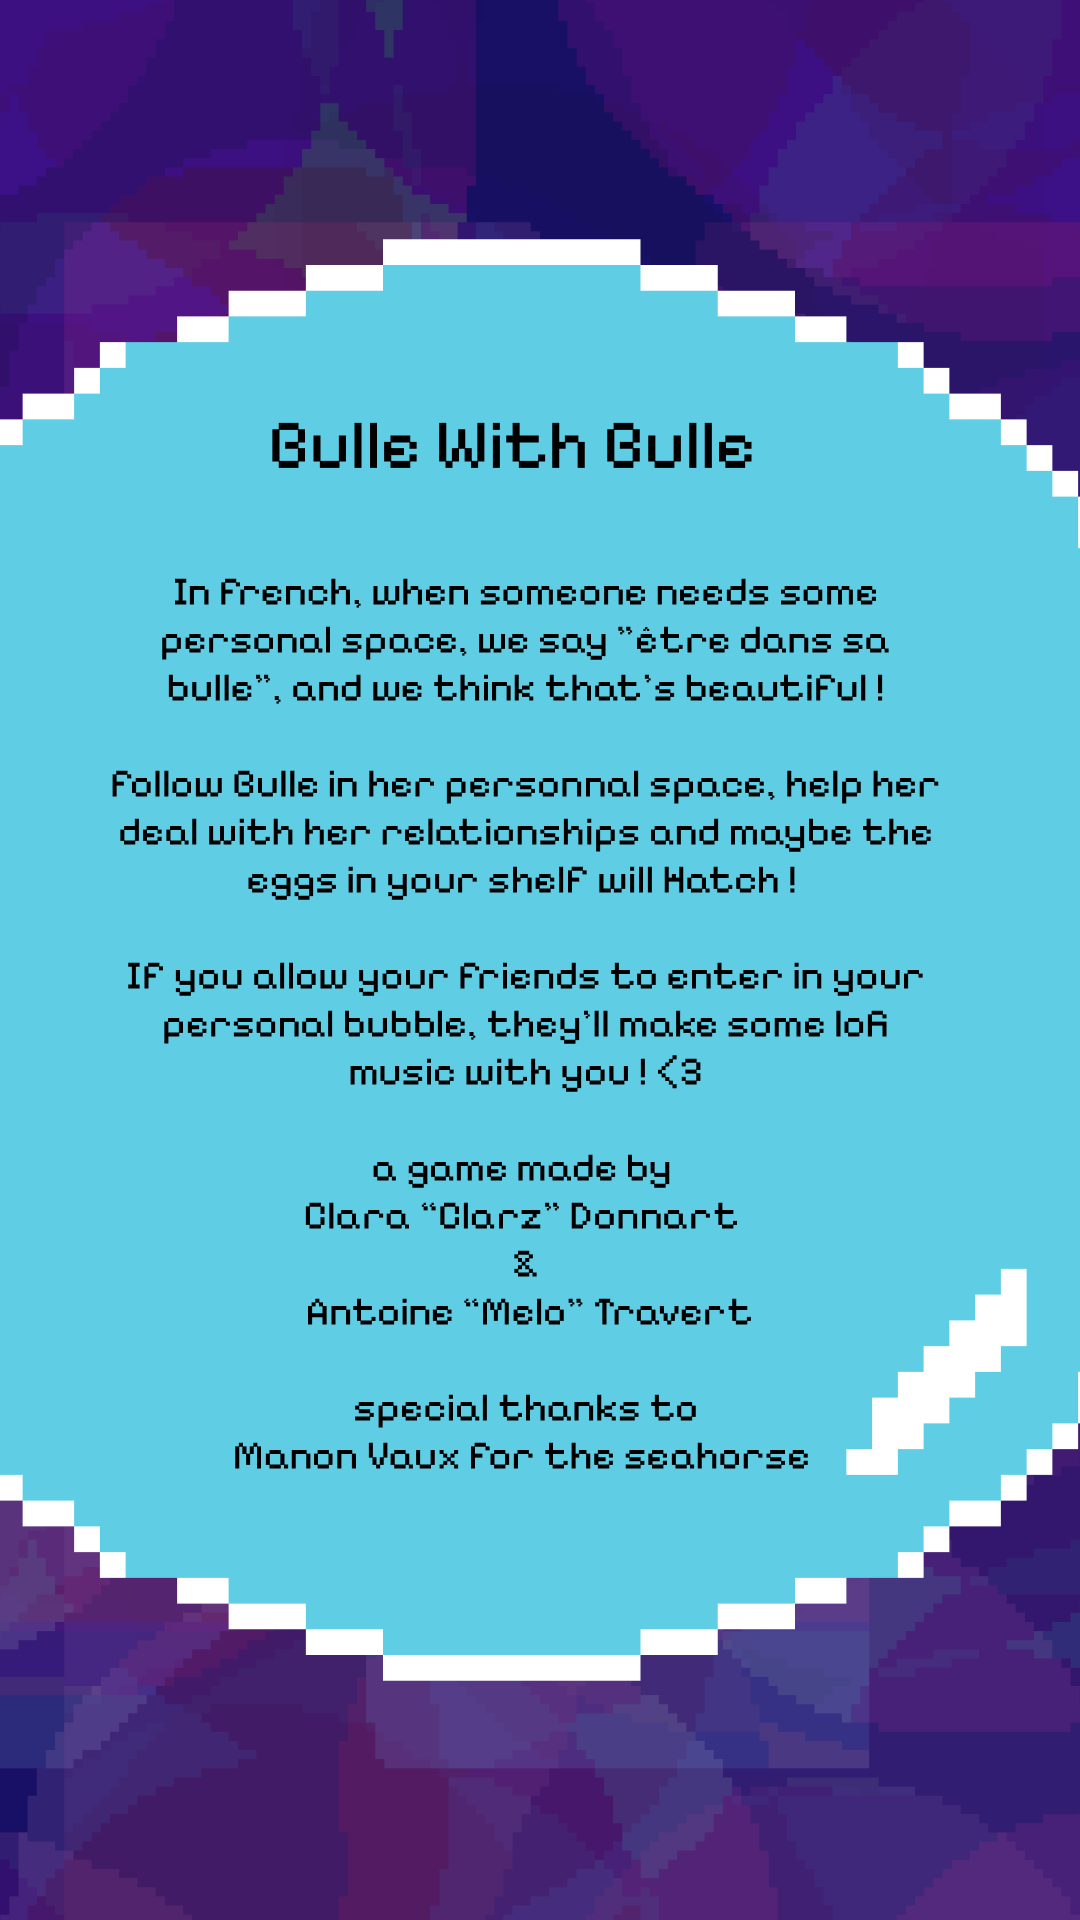 Bulle With Bulle
In french, when someone needs some
personal space, we say "être dans sa
bulle", and we think that's beautiful !
follow Bulle in her personnal space, help her
deal with her relationships and maybe the
eggs in your shelf will Hatch !
If you allow your friends to enter in your
personal bubble, they'll make some lofi
music with you ! <3
a game made by
Clara "Clarz" Donnart
&
Antoine "Melo" Travert
special thanks to
Manon Vaux for the seahorse